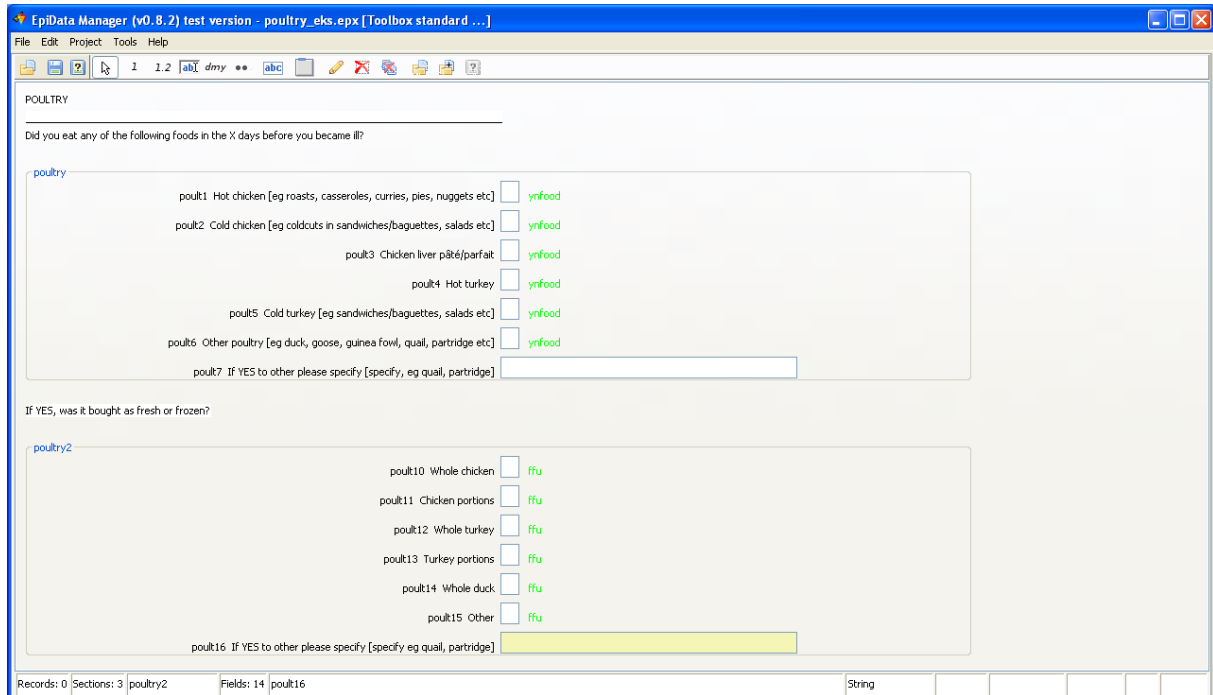 EpiData Manager (v0.8.2) test version - poultry_eks.epx [Toolbox standard ...]
File Edit Project Tools Help
1 1.2 ab dmy abc
POULTRY
Did you eat any of the following foods in the X days before you became ill?
poultry
poult1 Hot chicken [eg roasts, casseroles, curries, pies, nuggets etc] ynfood
poult2 Cold chicken [eg coldcuts in sandwiches/baguettes, salads etc] ynfood
poult3 Chicken liver pâté/parfait ynfood
poult4 Hot turkey ynfood
poult5 Cold turkey [eg sandwiches/baguettes, salads etc] ynfood
poult6 Other poultry [eg duck, goose, guinea fowl, quail, partridge etc] ynfood
poult7 If YES to other please specify [specify, eg quail, partridge]
If YES, was it bought as fresh or frozen?
poultry2
poult10 Whole chicken ffu
poult11 Chicken portions ffu
poult12 Whole turkey ffu
poult13 Turkey portions ffu
poult14 Whole duck ffu
poult15 Other ffu
poult16 If YES to other please specify [specify eg quail, partridge]
Records: 0 Sections: 3 poultry2 Fields: 14 poult16 String